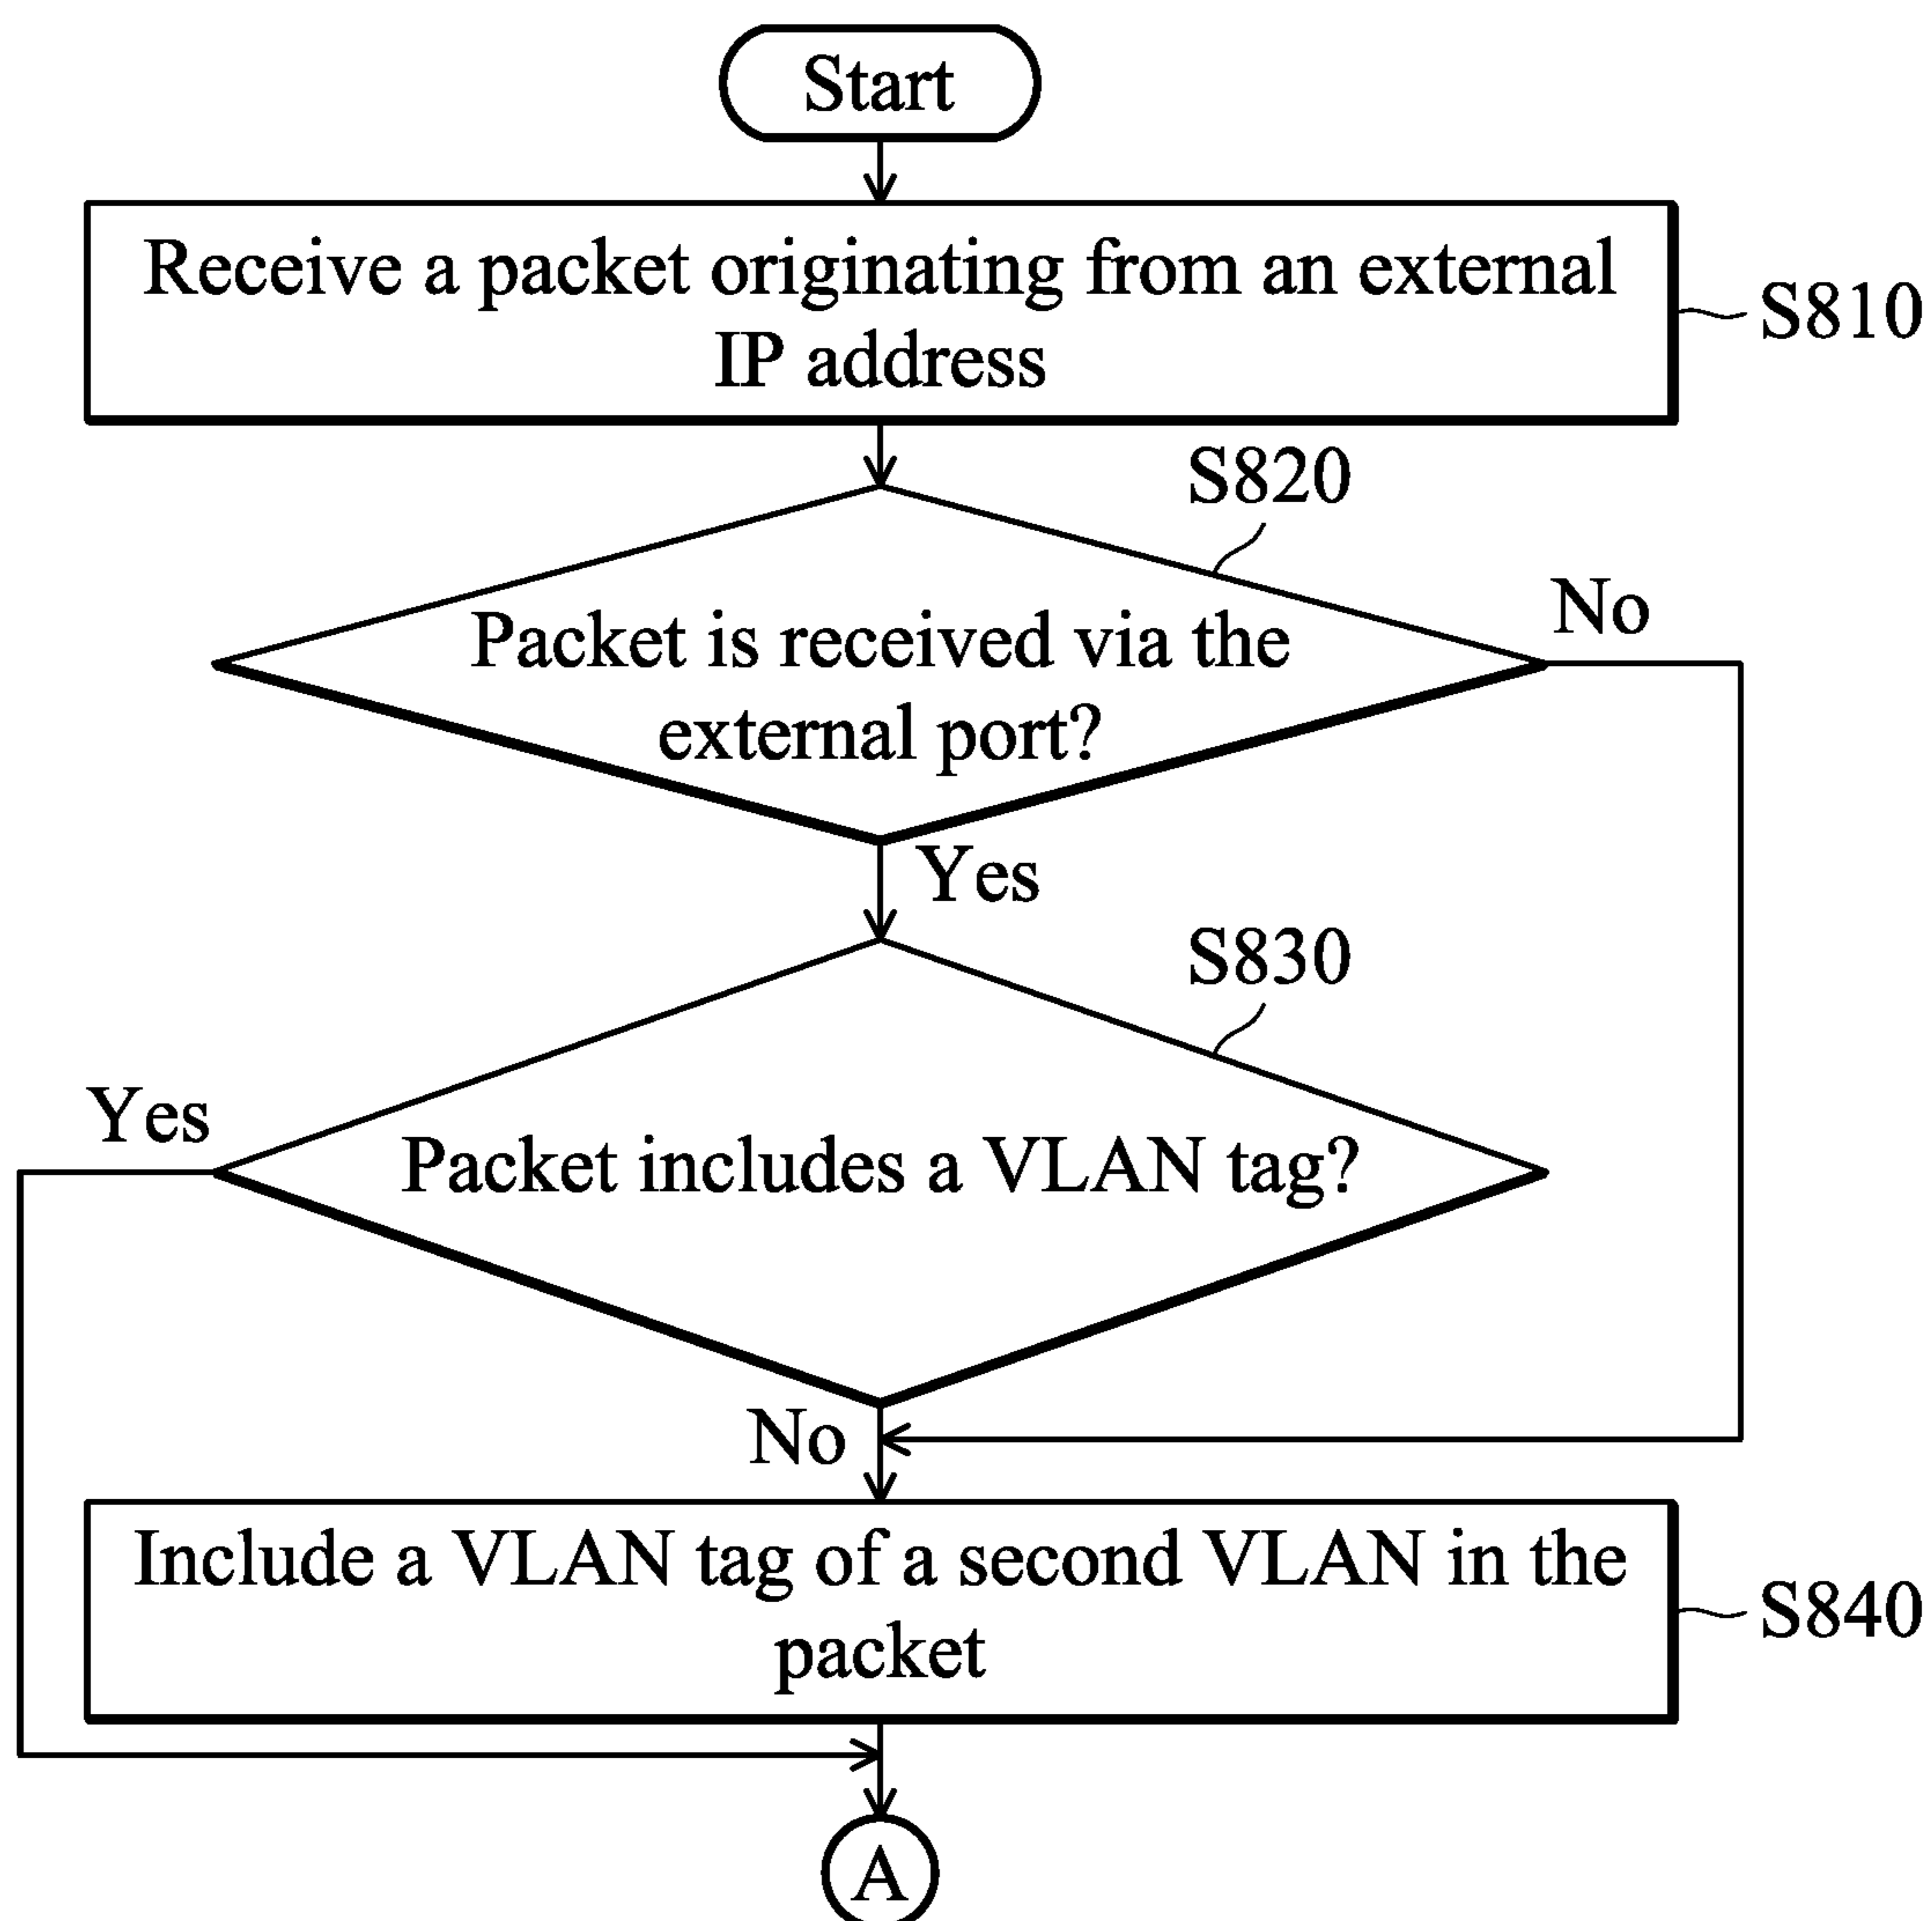 Start
Receive a packet originating from an external
IP address
S810
S820
Packet is received via the
external port?
No
Yes
S830
Packet includes a VLAN tag?
Yes
No
Include a VLAN tag of a second VLAN in the
packet
S840
A